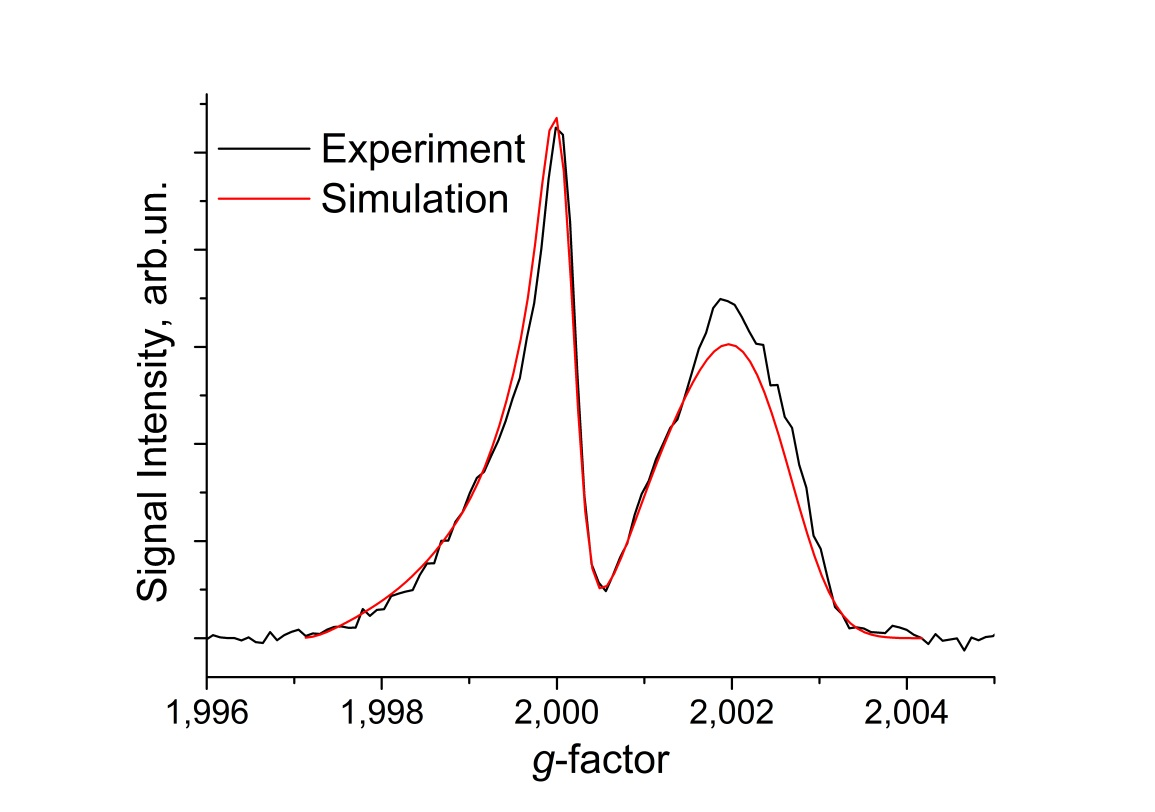 Experiment
Simulation
Signal Intensity, arb.un.
1,996 1,998 2,000 2,002 2,004
g-factor